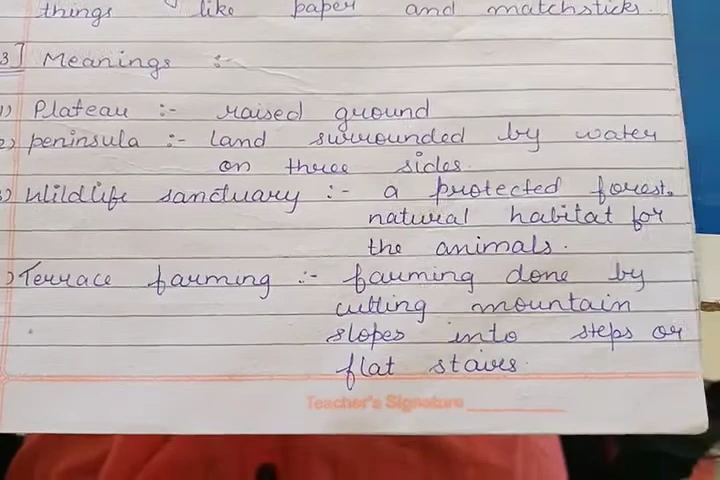 things like paper and matchsticks.
3] Meanings :-
1) Plateau :- raised ground
2) peninsula :- land surrounded by water
on three sides.
3) Wildlife sanctuary :- a protected forest.
natural habitat for
the animals.
) Terrace farming :- farming done by
cutting mountain
slopes into steps or
flat stairs.
Teacher's Signature